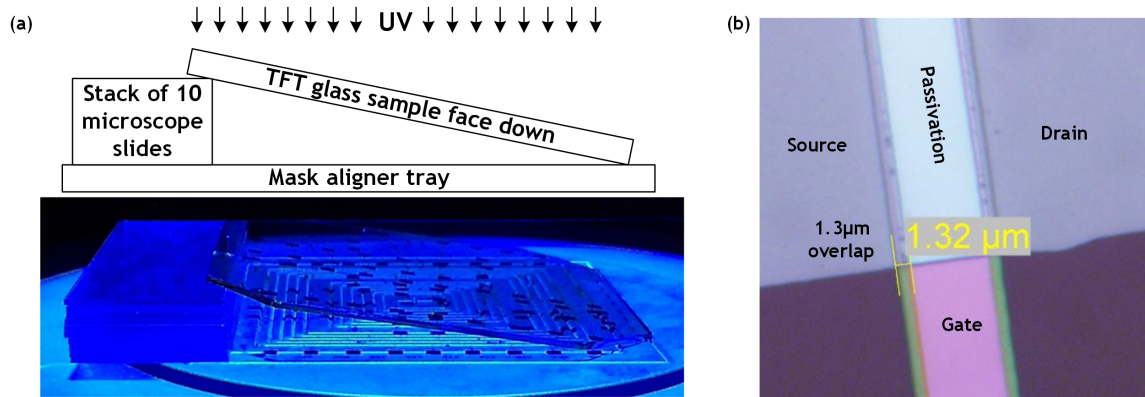 (a)
UV
TFT glass sample face down
Stack of 10
microscope
slides
Mask aligner tray
(b)
Passivation
Source
Drain
1.3μm
overlap
1.32 μm
Gate